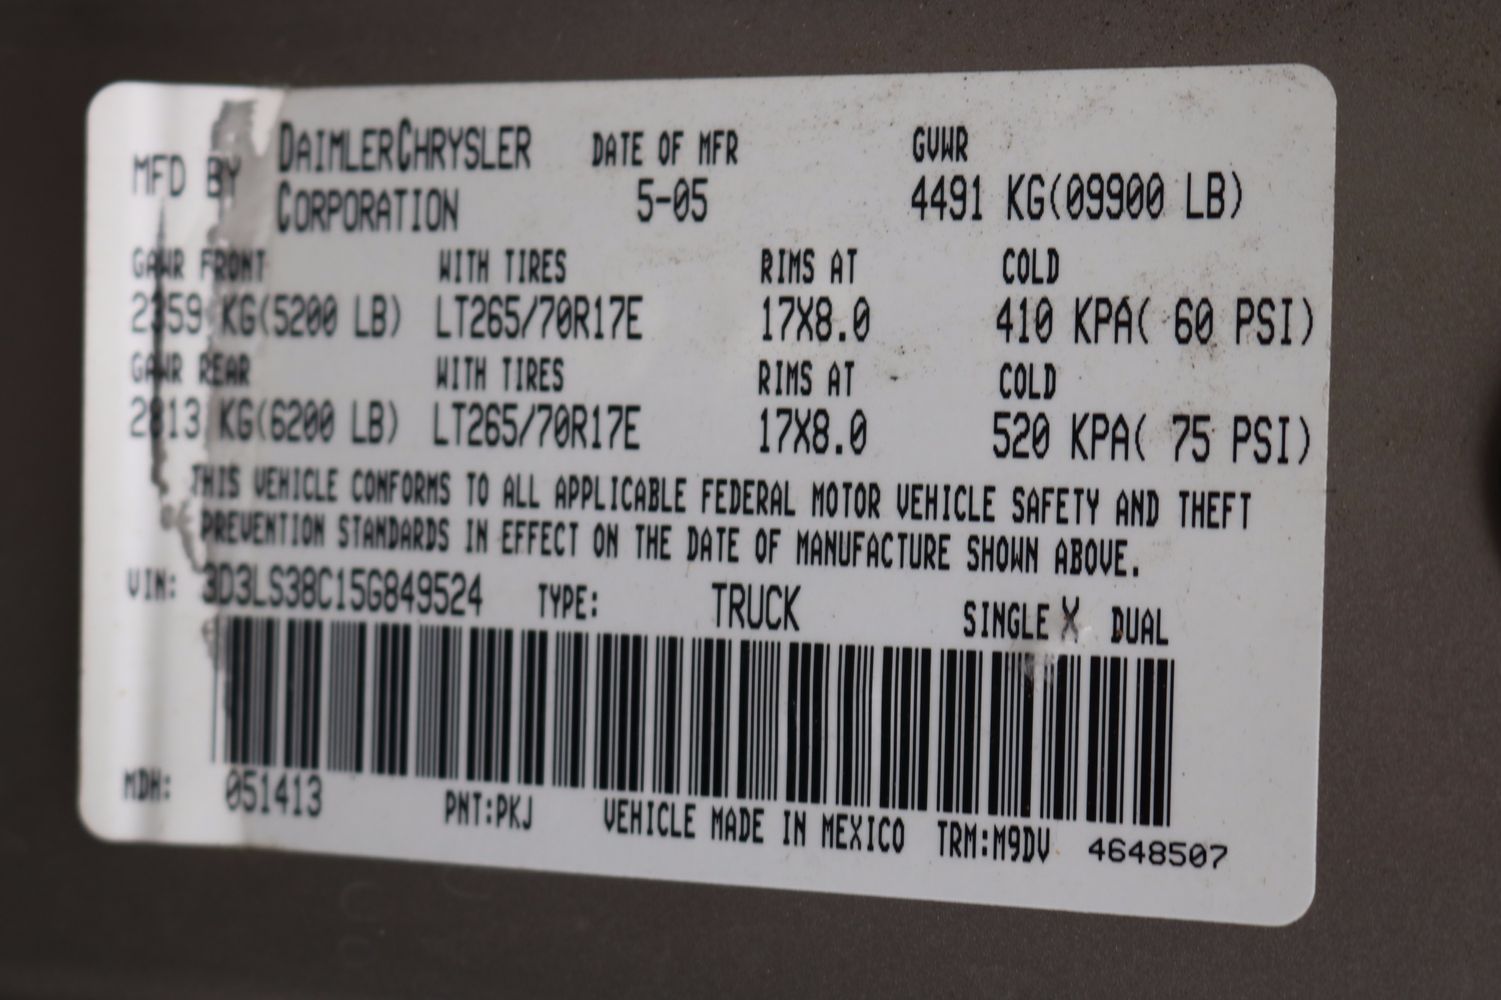 MFD BY DAIMLERCHRYSLER CORPORATION DATE OF MFR 5-05 GVWR 4491 KG(09900 LB)
GAWR FRONT WITH TIRES RIMS AT COLD
2359 KG(5200 LB) LT265/70R17E 17X8.0 410 KPA( 60 PSI)
GAWR REAR WITH TIRES RIMS AT COLD
2813 KG(6200 LB) LT265/70R17E 17X8.0 520 KPA( 75 PSI)
THIS VEHICLE CONFORMS TO ALL APPLICABLE FEDERAL MOTOR VEHICLE SAFETY AND THEFT
PREVENTION STANDARDS IN EFFECT ON THE DATE OF MANUFACTURE SHOWN ABOVE.
VIN: 3D3LS38C15G849524 TYPE: TRUCK SINGLE X DUAL
MDH: 051413 PNT:PKJ VEHICLE MADE IN MEXICO TRM:M9DV 4648507